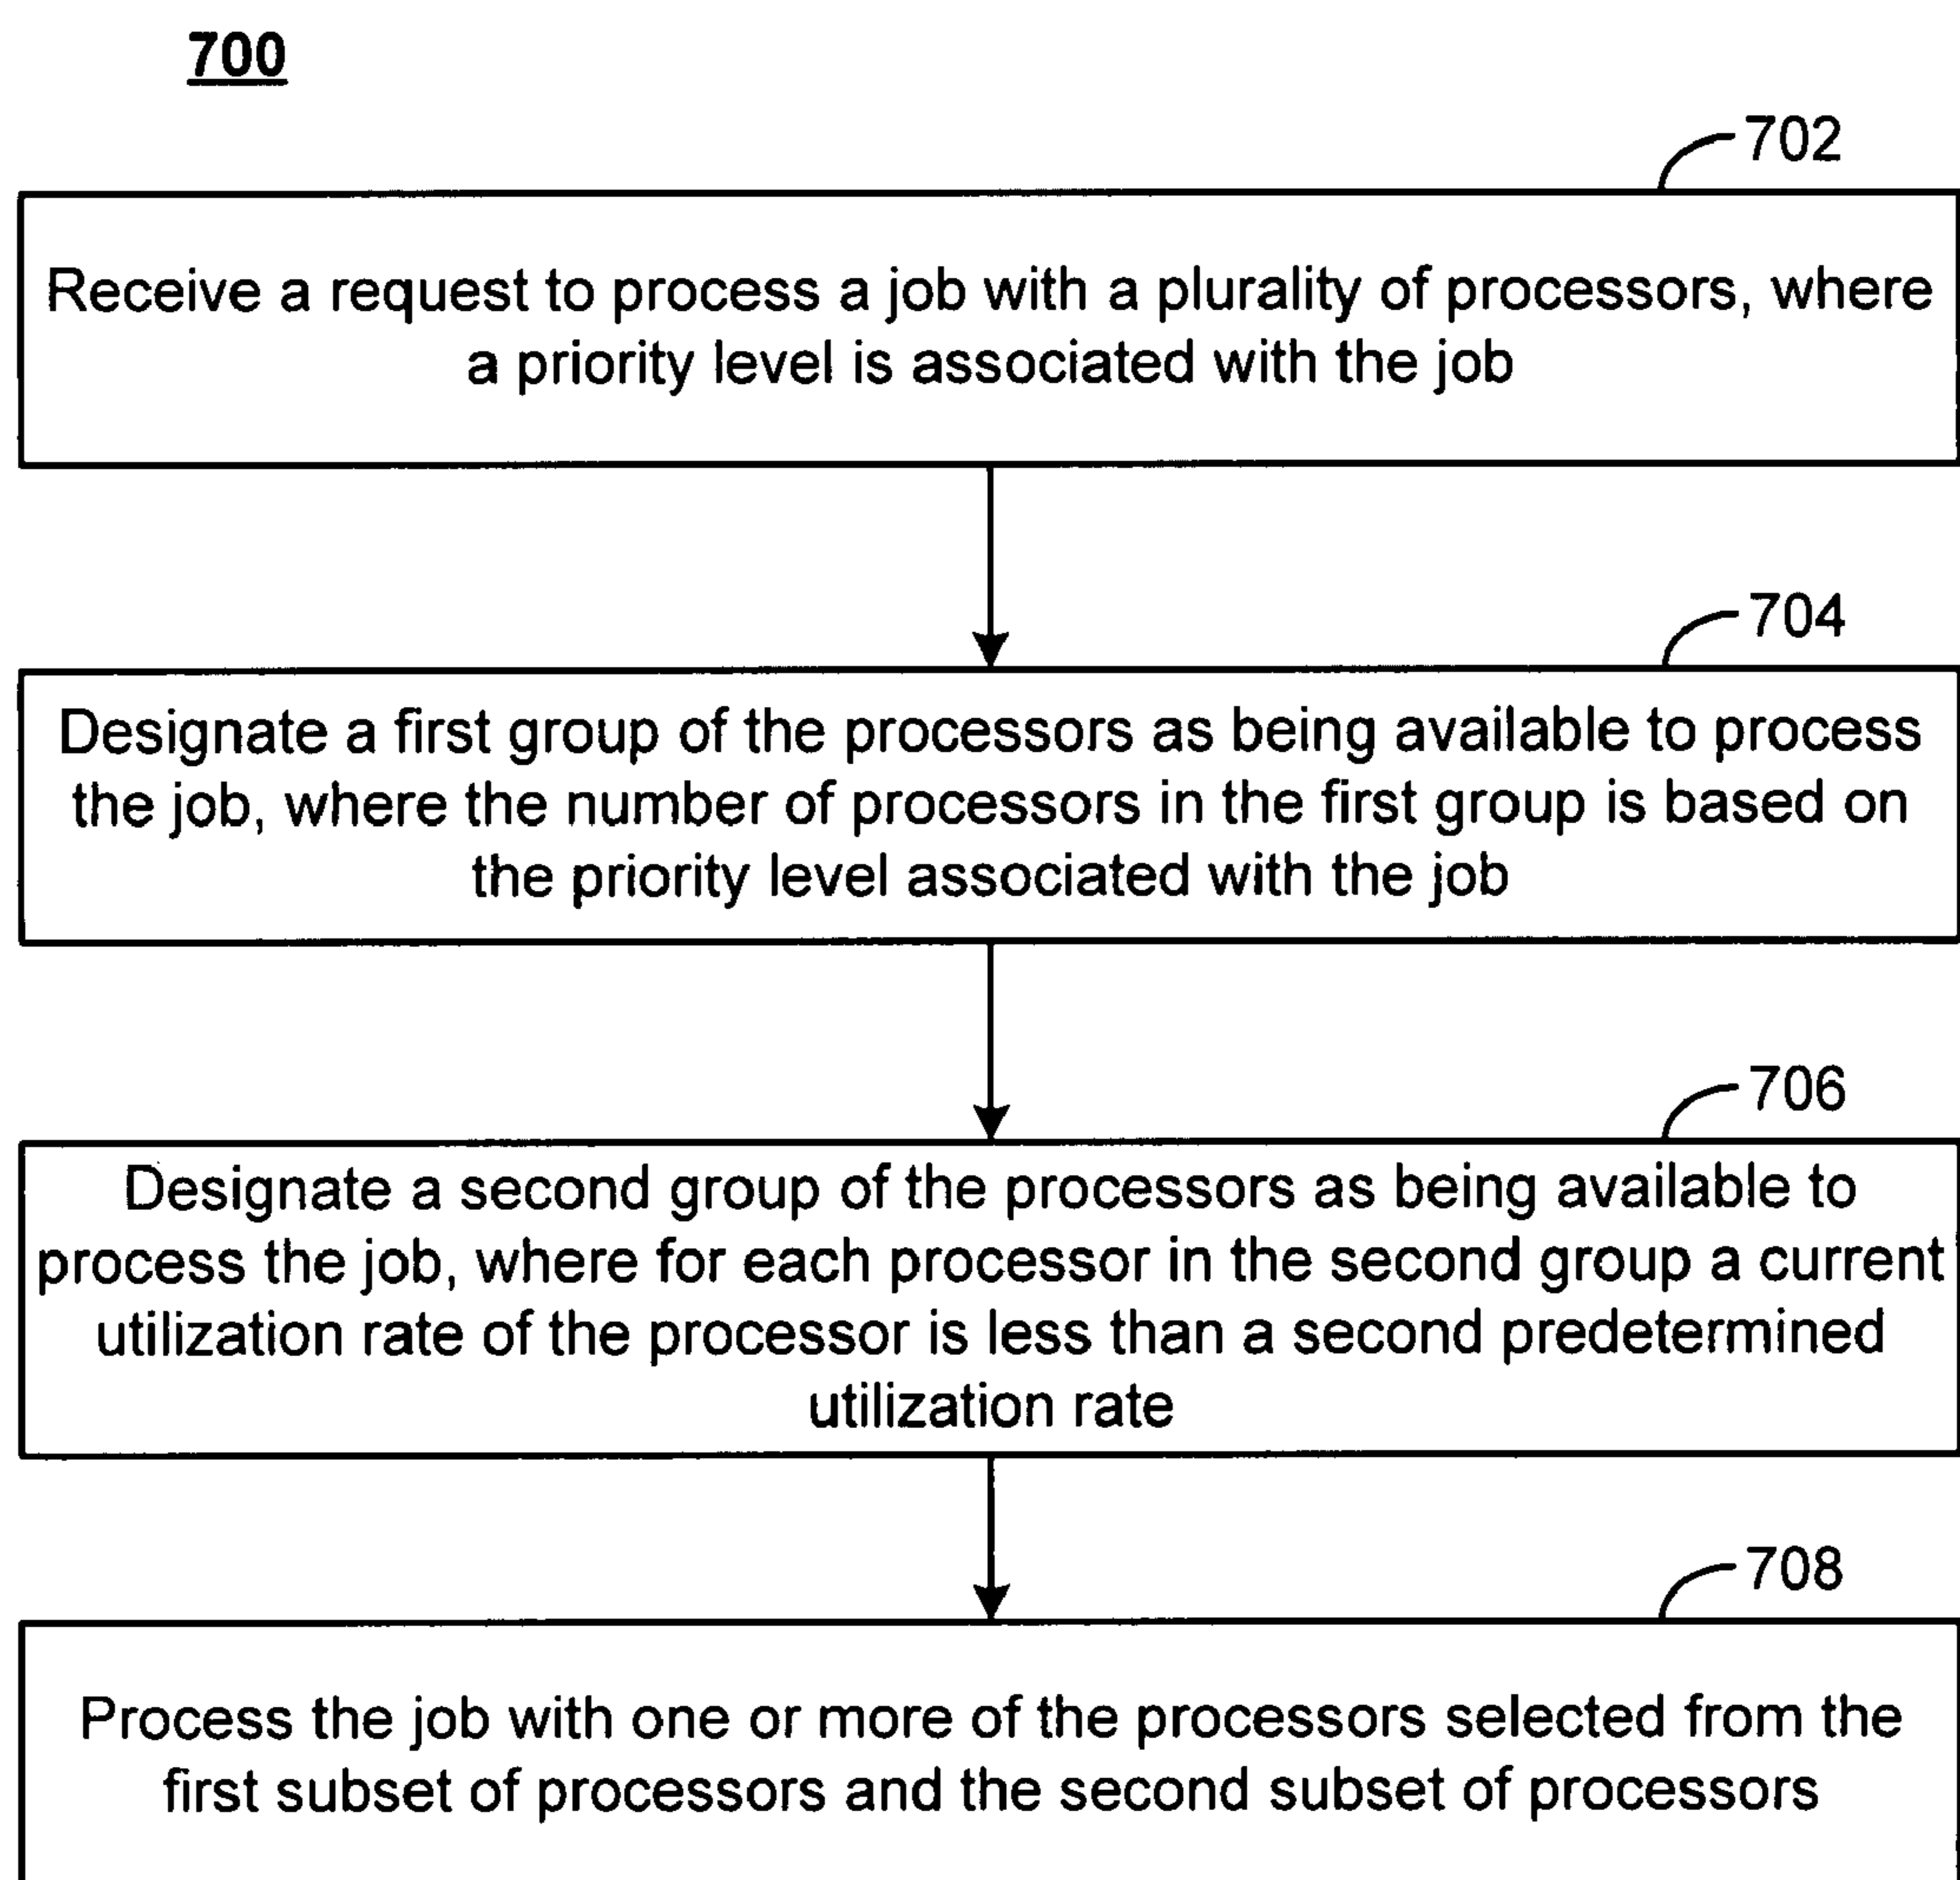 700
702
Receive a request to process a job with a plurality of processors, where
a priority level is associated with the job
704
Designate a first group of the processors as being available to process
the job, where the number of processors in the first group is based on
the priority level associated with the job
706
Designate a second group of the processors as being available to
process the job, where for each processor in the second group a current
utilization rate of the processor is less than a second predetermined
utilization rate
708
Process the job with one or more of the processors selected from the
first subset of processors and the second subset of processors